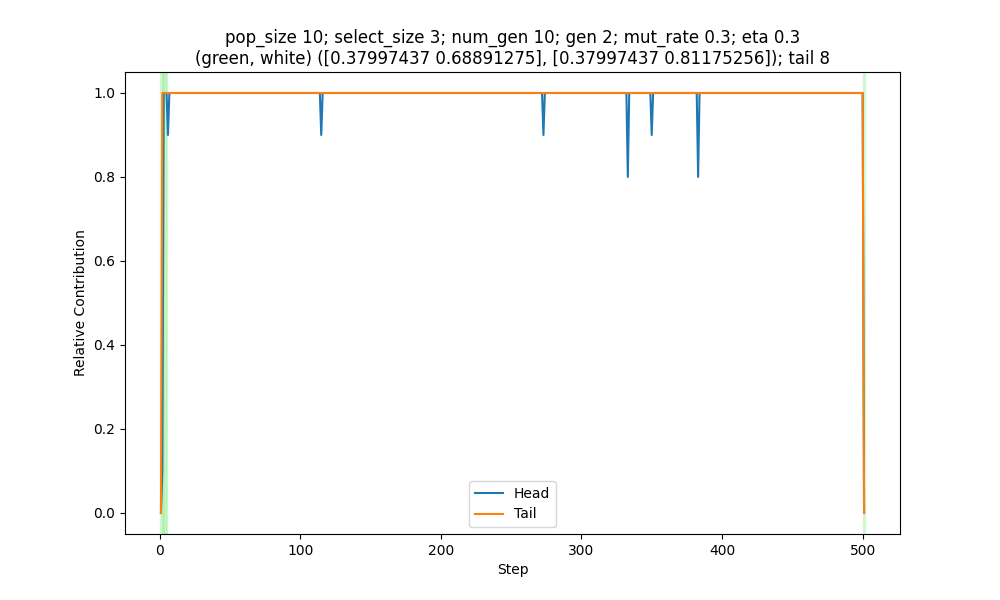 pop_size 10; select_size 3; num_gen 10; gen 2; mut_rate 0.3; eta 0.3
(green, white) ([0.37997437 0.68891275], [0.37997437 0.81175256]); tail 8
1.0
0.8
0.6
0.4
0.2
0.0
Relative Contribution
Head
Tail
0
100
200
300
400
500
Step